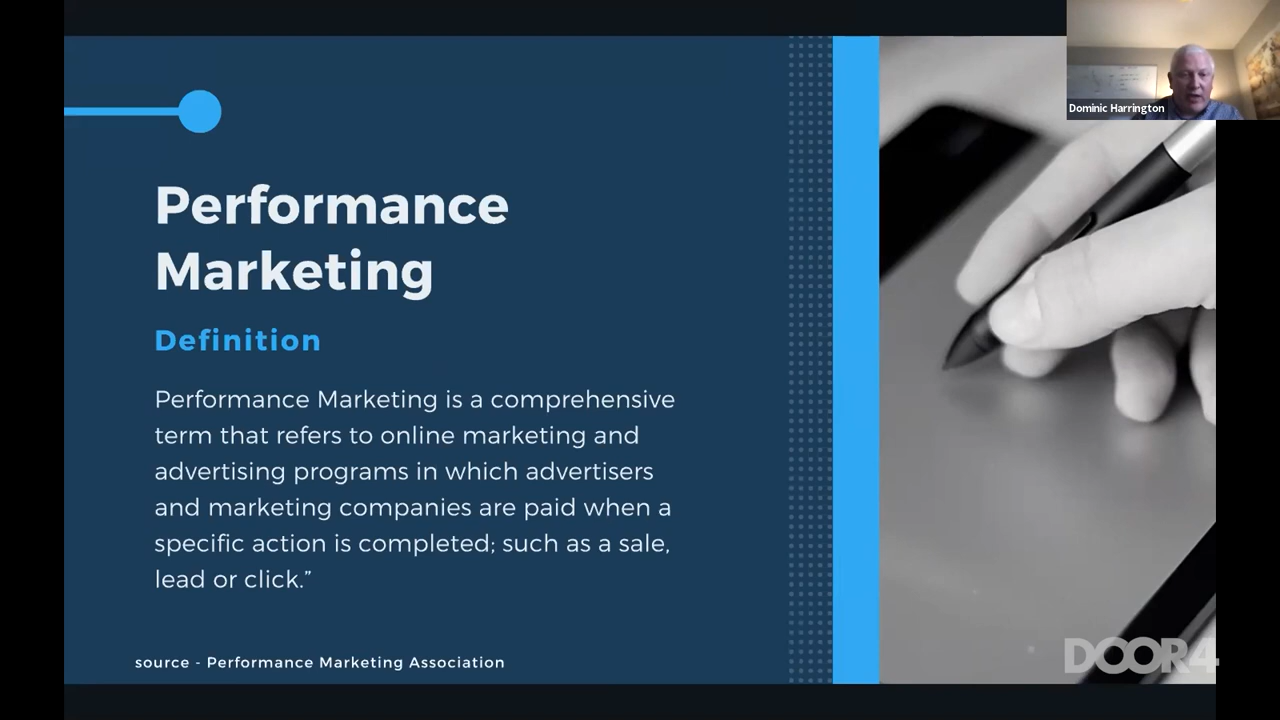 Dominic Harrington
Performance
Marketing
Definition
Performance Marketing is a comprehensive
term that refers to online marketing and
advertising programs in which advertisers
and marketing companies are paid when a
specific action is completed; such as a sale,
lead or click.”
source - Performance Marketing Association
DOOR4